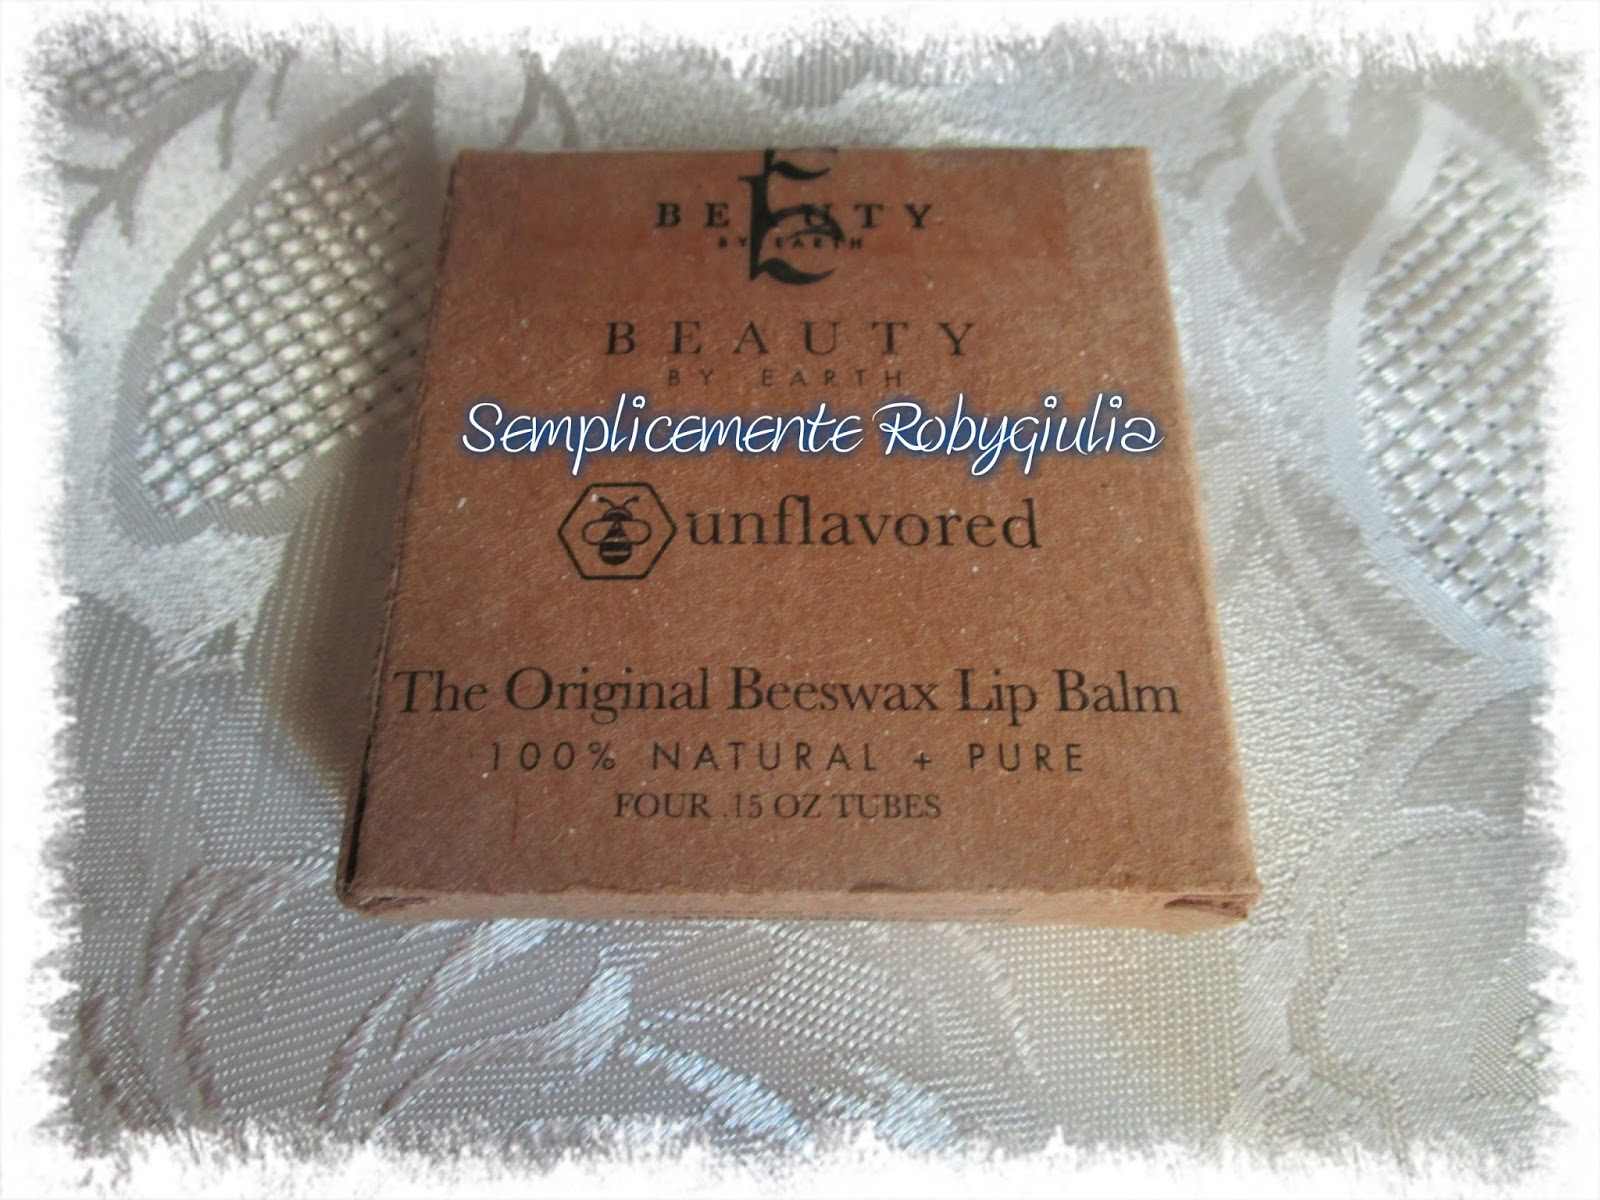 BEAUTY
BY EARTH
BEAUTY
BY EARTH
Semplicemente Robygiulia
unflavored
The Original Beeswax Lip Balm
100% NATURAL + PURE
FOUR .15 OZ TUBES